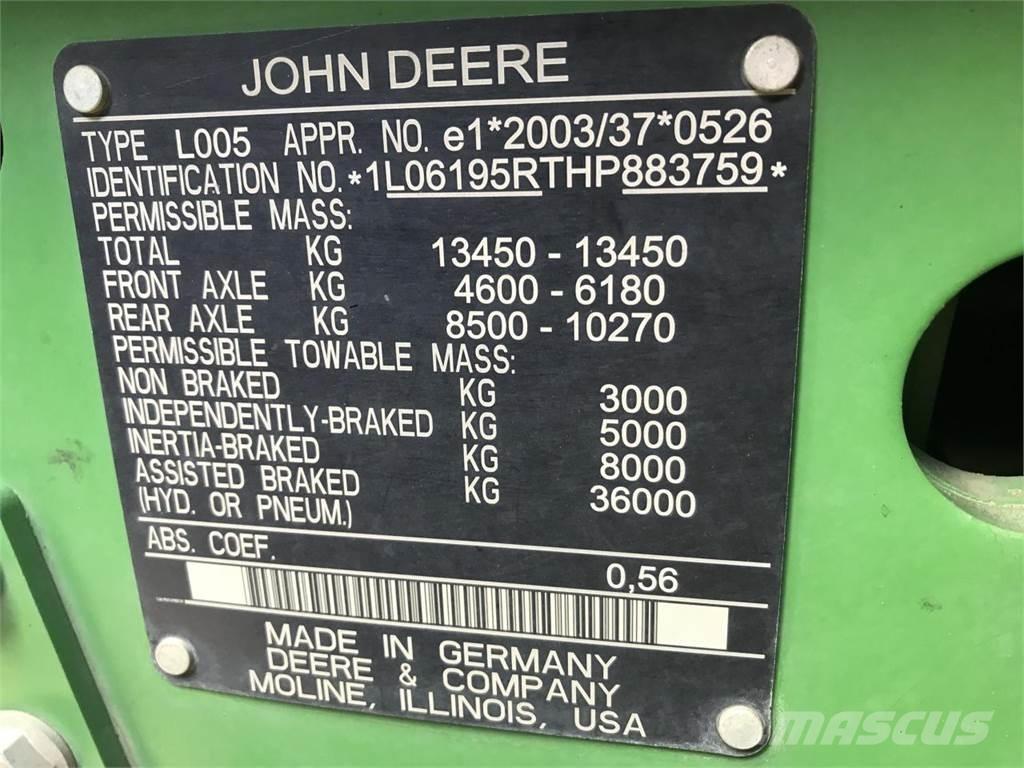 JOHN DEERE
TYPE L005 APPR. NO. e1*2003/37*0526
IDENTIFICATION NO. *1L06195RTHP883759*
PERMISSIBLE MASS:
TOTAL KG 13450 - 13450
FRONT AXLE KG 4600 - 6180
REAR AXLE KG 8500 - 10270
PERMISSIBLE TOWABLE MASS:
NON BRAKED KG 3000
INDEPENDENTLY-BRAKED KG 5000
INERTIA-BRAKED KG 8000
ASSISTED BRAKED KG 36000
(HYD. OR PNEUM.)
ABS. COEF. 0,56
MADE IN GERMANY
DEERE & COMPANY
MOLINE, ILLINOIS, USA
MASCUS